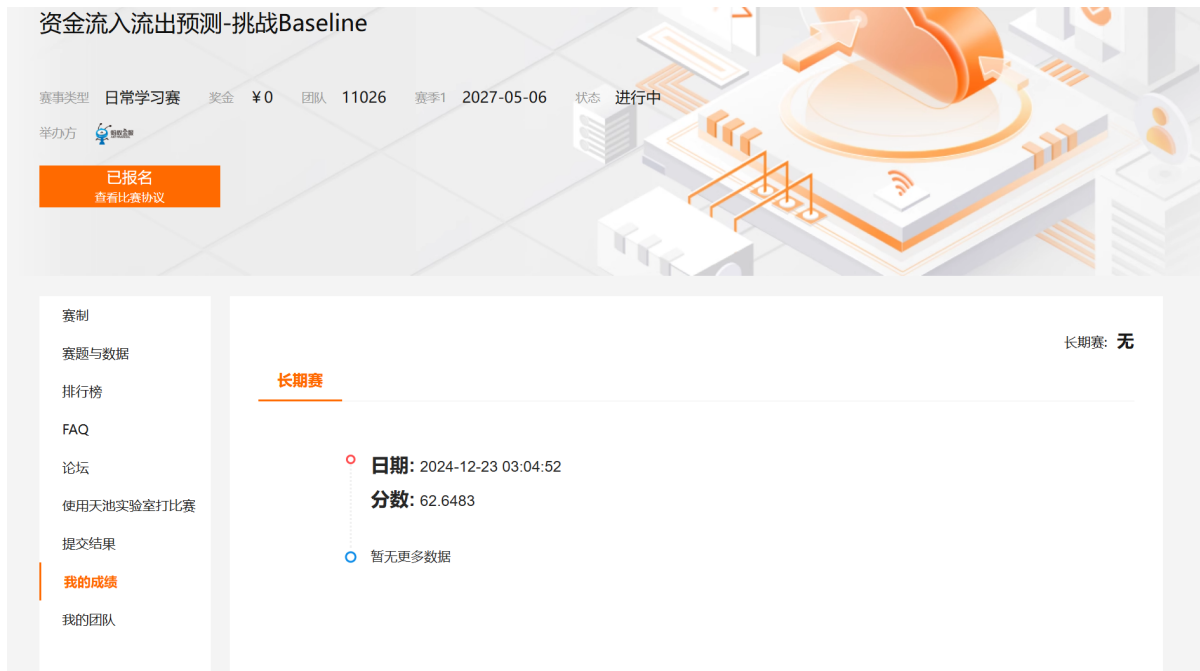 资金流入流出预测-挑战Baseline
赛事类型 日常学习赛 奖金 ¥0 团队 11026 赛季1 2027-05-06 状态 进行中
举办方
已报名
查看比赛协议
赛制
赛题与数据
排行榜
FAQ
论坛
使用天池实验室打比赛
提交结果
我的成绩
我的团队
长期赛: 无
长期赛
日期: 2024-12-23 03:04:52
分数: 62.6483
暂无更多数据